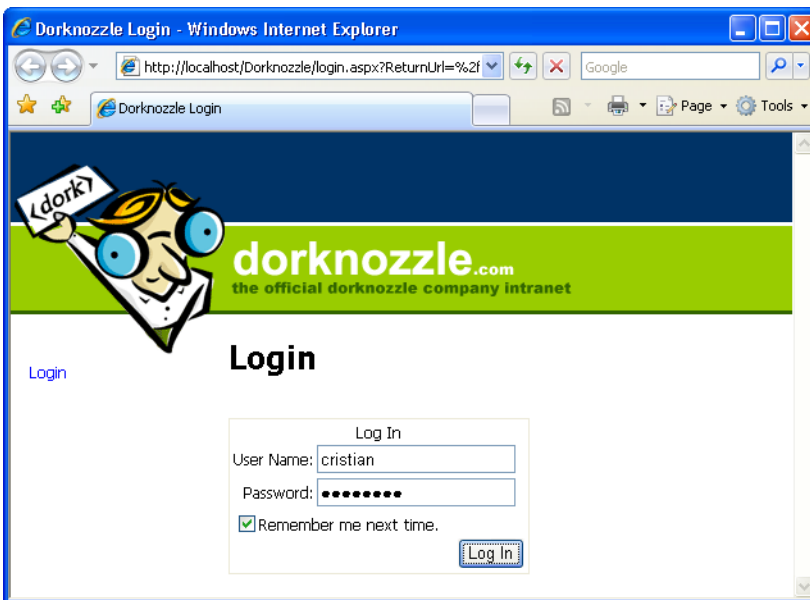 Dorknozzle Login - Windows Internet Explorer
http://localhost/Dorknozzle/login.aspx?ReturnUrl=%2f
Google
Dorknozzle Login
Page
Tools
<dork>
dorknozzle.com
the official dorknozzle company intranet
Login
Login
Log In
User Name: cristian
Password: ●●●●●●●●
Remember me next time.
Log In